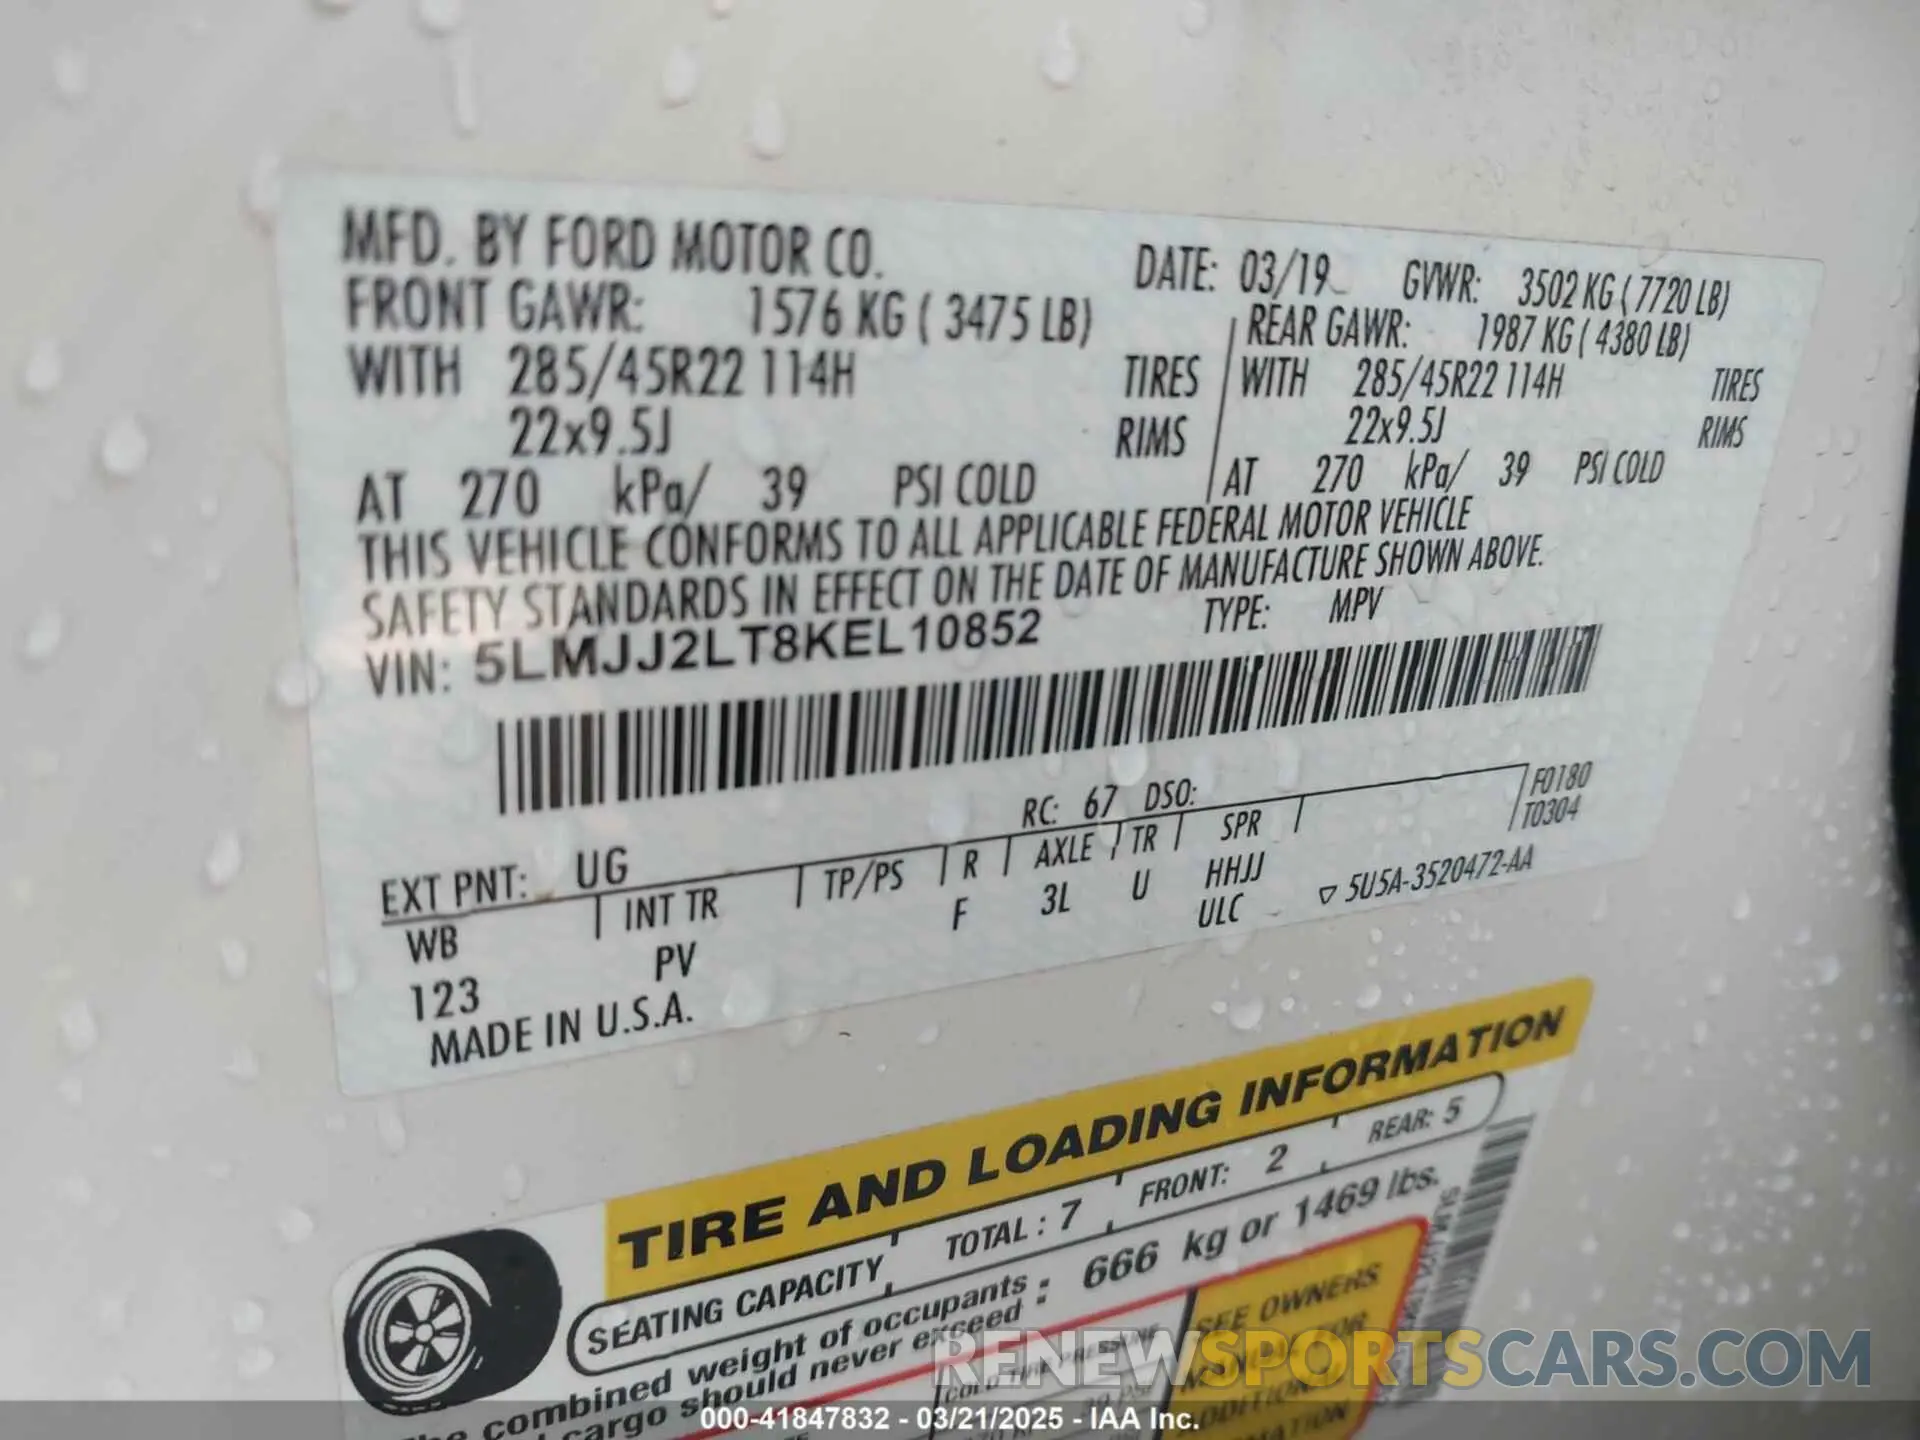 MFD. BY FORD MOTOR CO. DATE: 03/19 GVWR: 3502 KG ( 7720 LB)
FRONT GAWR: 1576 KG ( 3475 LB) REAR GAWR: 1987 KG ( 4380 LB)
WITH 285/45R22 114H TIRES WITH 285/45R22 114H TIRES
22x9.5J RIMS 22x9.5J RIMS
AT 270 kPa/ 39 PSI COLD AT 270 kPa/ 39 PSI COLD
THIS VEHICLE CONFORMS TO ALL APPLICABLE FEDERAL MOTOR VEHICLE
SAFETY STANDARDS IN EFFECT ON THE DATE OF MANUFACTURE SHOWN ABOVE.
VIN: 5LMJJ2LT8KEL10852 TYPE: MPV
EXT PNT: UG RC: 67 DSO: F0180
WB INT TR TP/PS R AXLE TR SPR T0304
123 PV F 3L U HHJJ
ULC 5U5A-3520472-AA
MADE IN U.S.A.
TIRE AND LOADING INFORMATION
SEATING CAPACITY TOTAL : 7 FRONT: 2 REAR: 5
combined weight of occupants : 666 kg or 1469 lbs.
cargo should never exceed :
SEE OWNERS
RENEWSPORTSCARS.COM
000-41847832 - 03/21/2025 - IAA Inc.